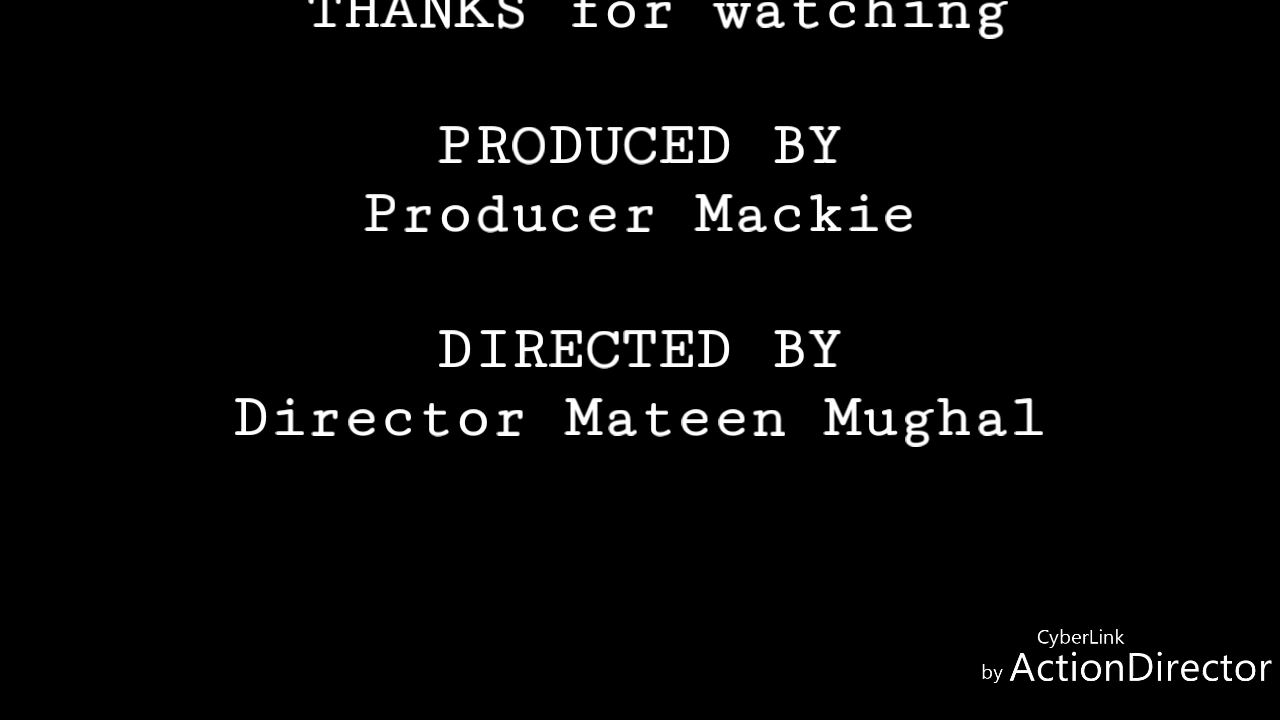 THANKS for watching
PRODUCED BY
Producer Mackie
DIRECTED BY
Director Mateen Mughal
CyberLink
by ActionDirector